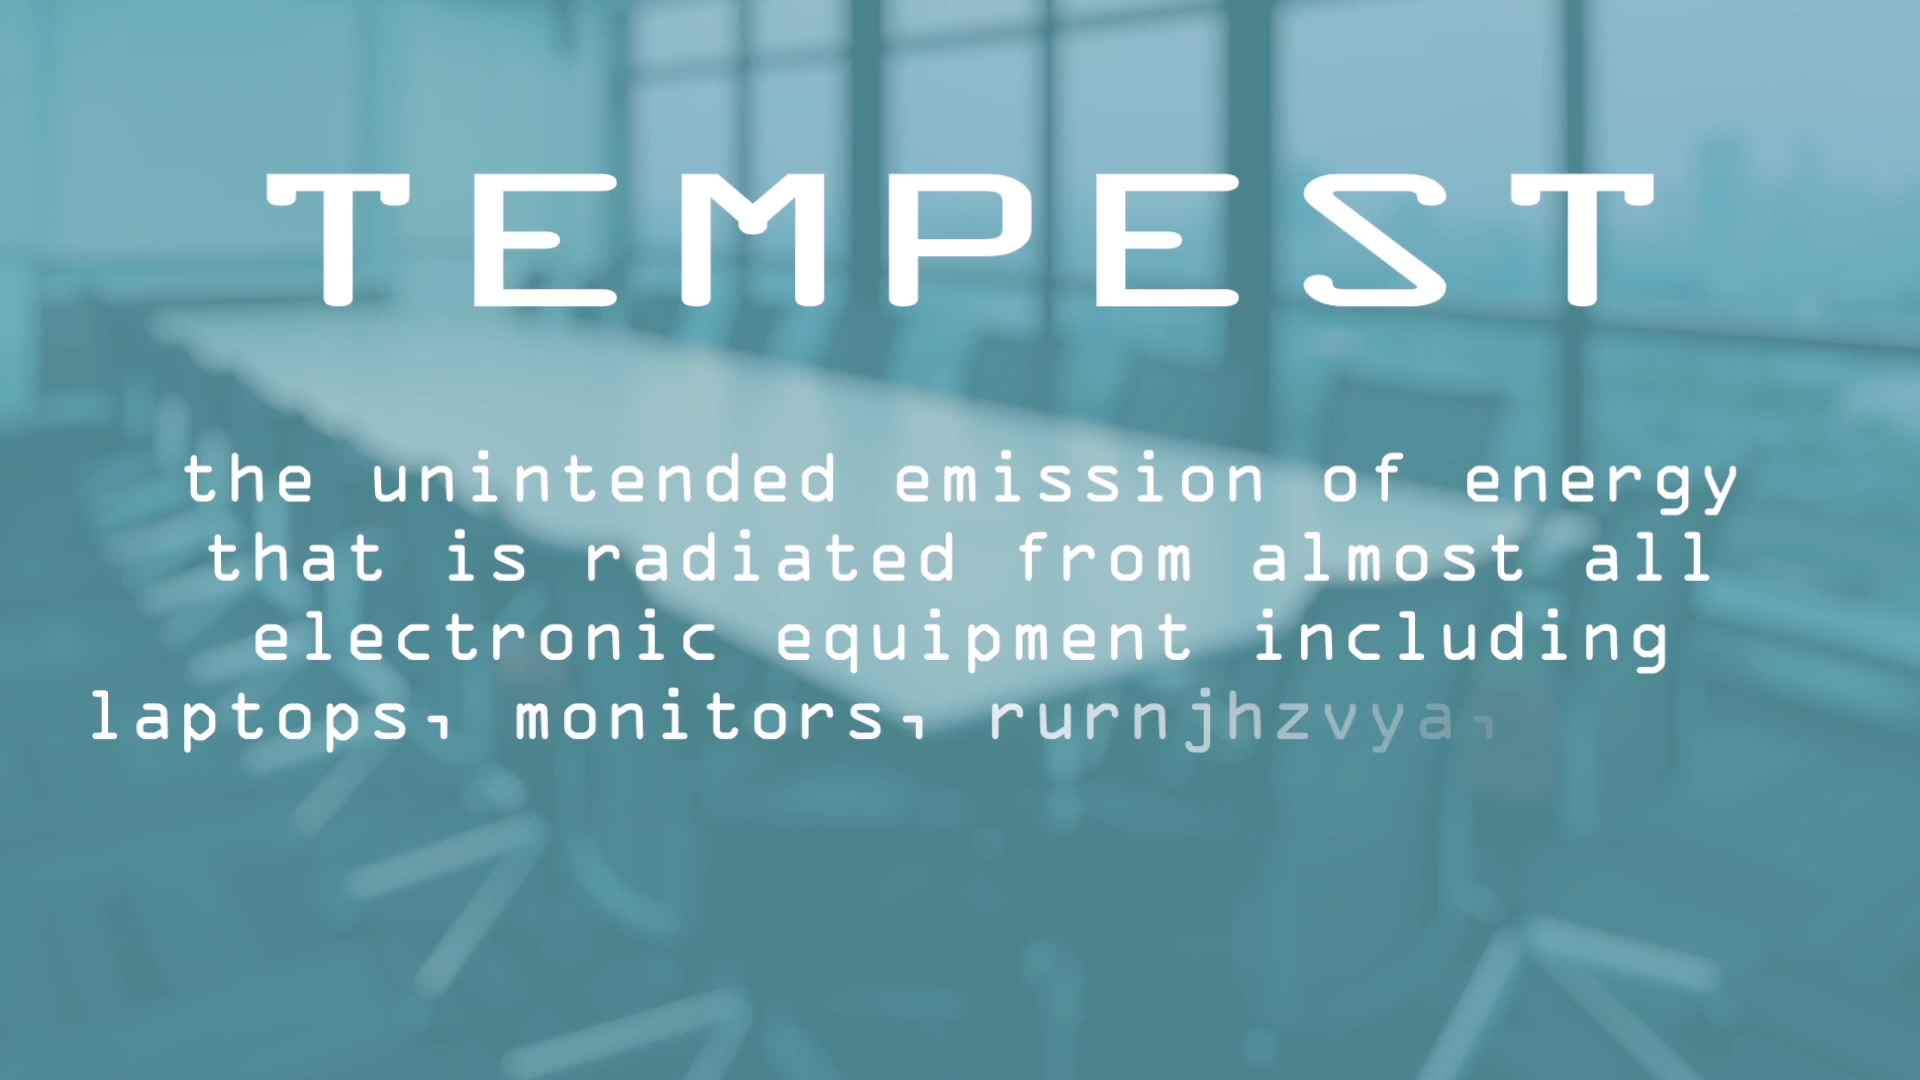 TEMPEST
the unintended emission of energy
that is radiated from almost all
electronic equipment including
laptops, monitors, rurnjhzvya,